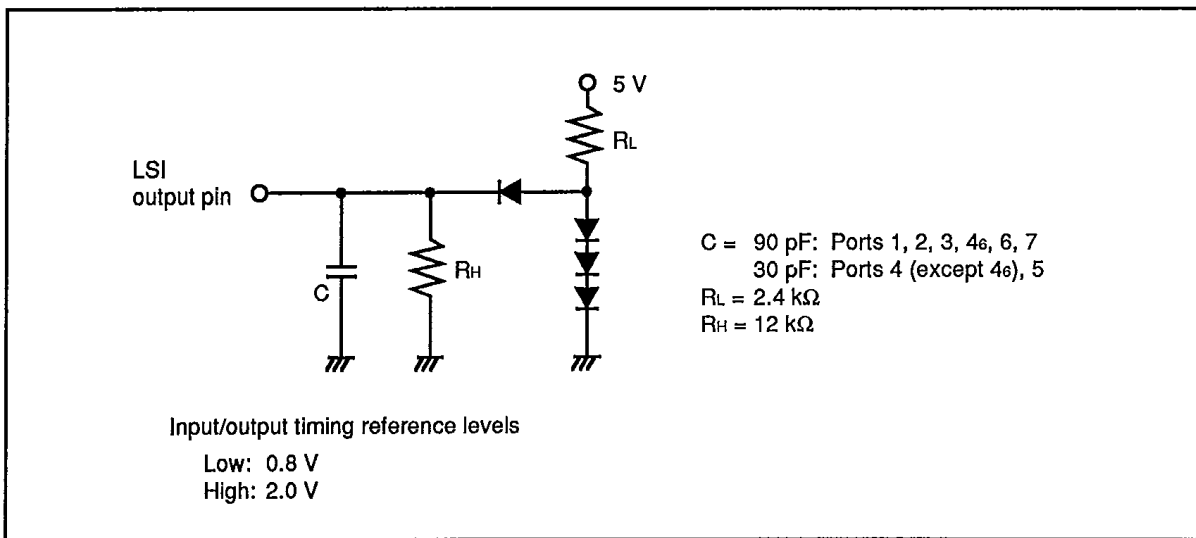 5 V
RL
LSI
output pin
C
RH
C = 90 pF: Ports 1, 2, 3, 46, 6, 7
30 pF: Ports 4 (except 46), 5
RL = 2.4 kΩ
RH = 12 kΩ
Input/output timing reference levels
Low: 0.8 V
High: 2.0 V